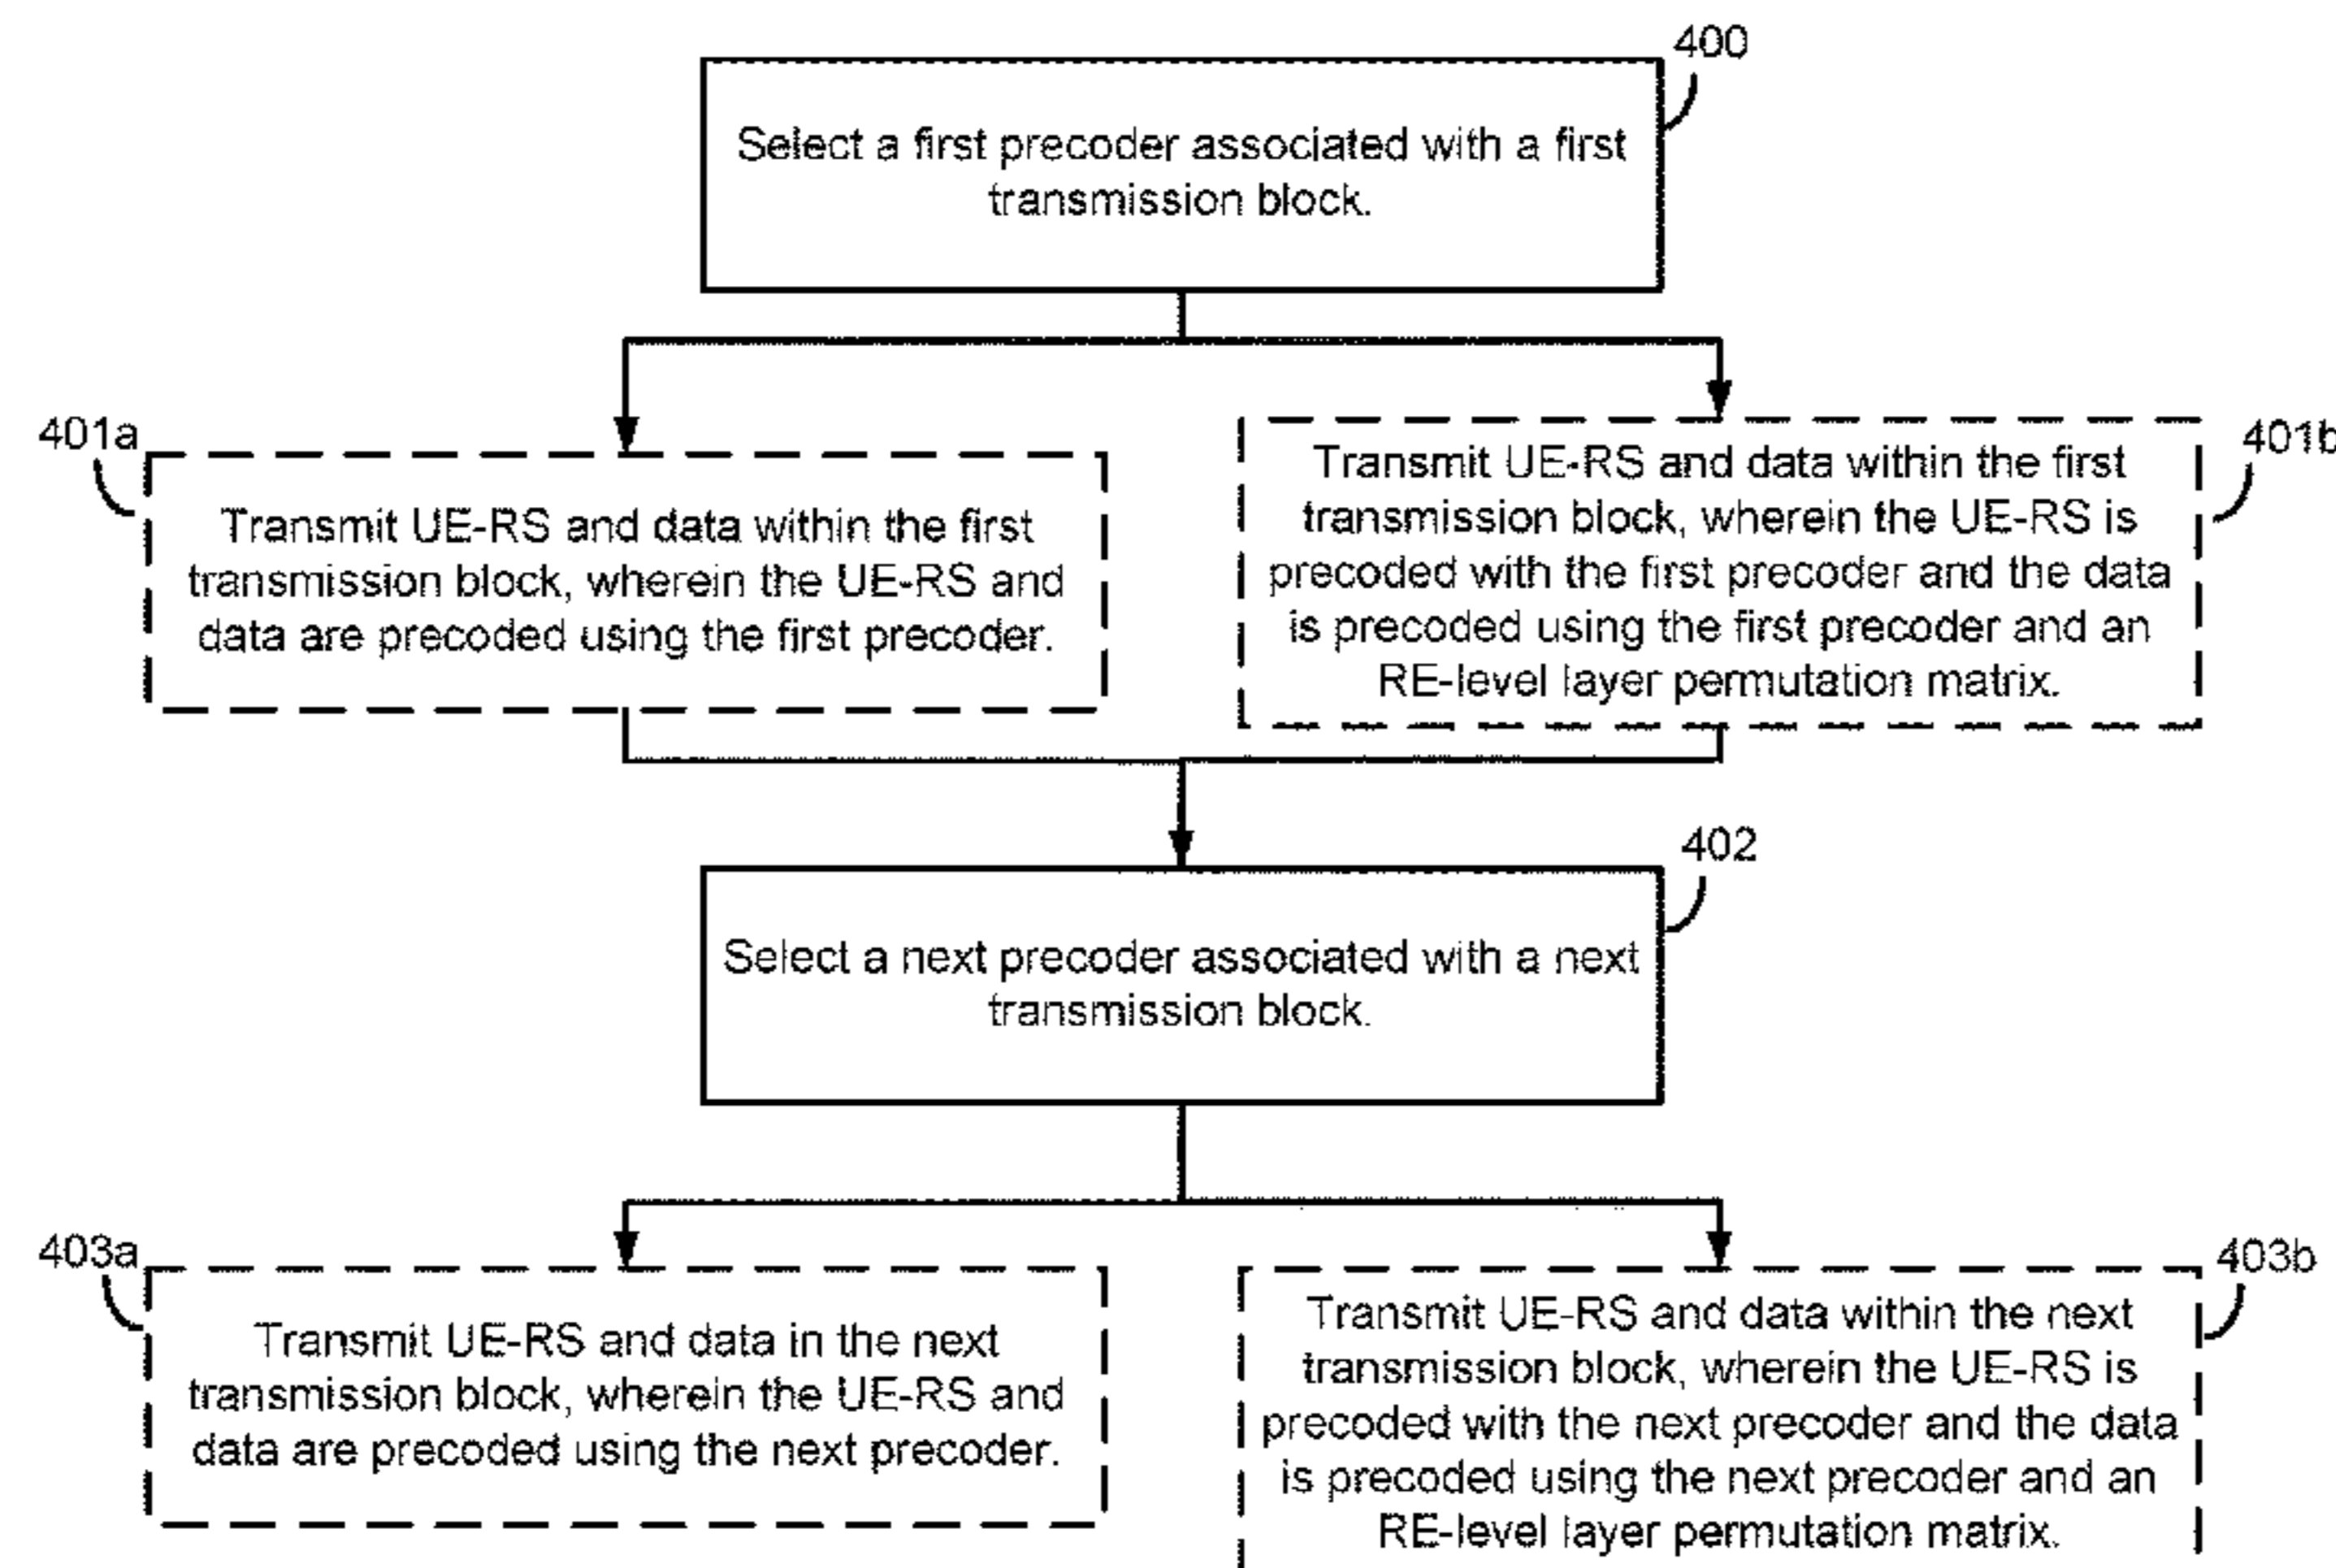 400
Select a first precoder associated with a first
transmission block.
401a
Transmit UE-RS and data within the first
transmission block, wherein the UE-RS and
data are precoded using the first precoder.
401b
Transmit UE-RS and data within the first
transmission block, wherein the UE-RS is
precoded with the first precoder and the data
is precoded using the first precoder and an
RE-level layer permutation matrix.
402
Select a next precoder associated with a next
transmission block.
403a
Transmit UE-RS and data in the next
transmission block, wherein the UE-RS and
data are precoded using the next precoder.
403b
Transmit UE-RS and data within the next
transmission block, wherein the UE-RS is
precoded with the next precoder and the data
is precoded using the next precoder and an
RE-level layer permutation matrix.